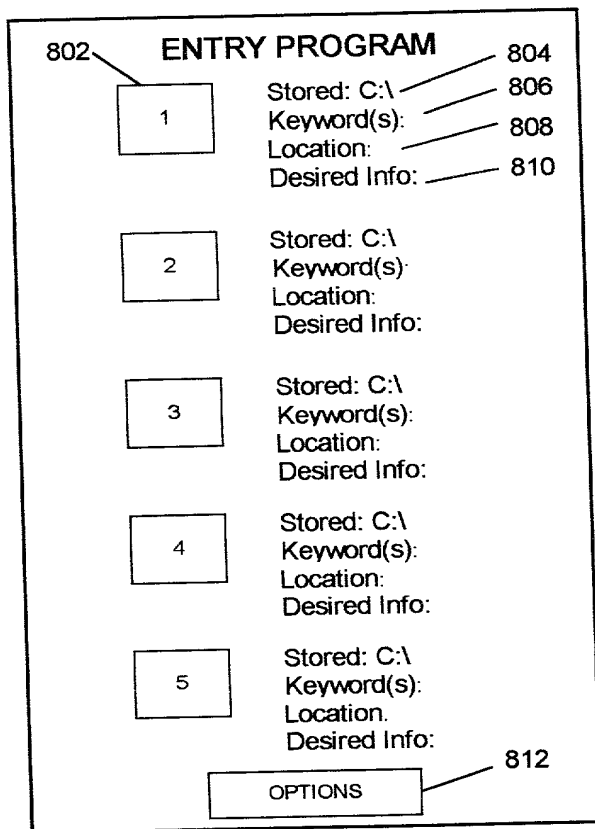 ENTRY PROGRAM
802
1
Stored: C:\ 804
Keyword(s): 806
Location: 808
Desired Info: 810
2
Stored: C:\
Keyword(s):
Location:
Desired Info:
3
Stored: C:\
Keyword(s):
Location:
Desired Info:
4
Stored: C:\
Keyword(s):
Location:
Desired Info:
5
Stored: C:\
Keyword(s):
Location.
Desired Info:
OPTIONS
812